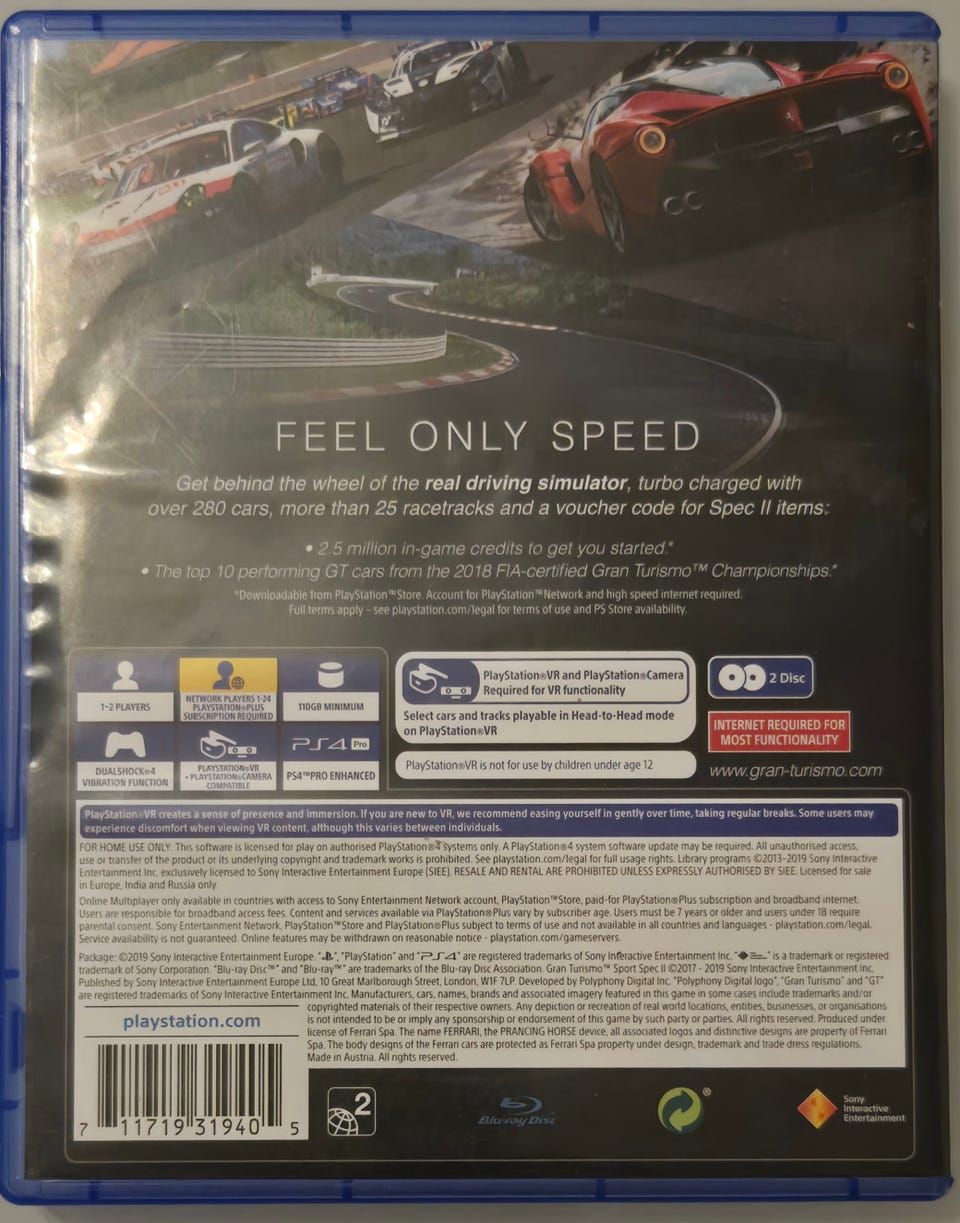 FEEL ONLY SPEED
Get behind the wheel of the real driving simulator, turbo charged with
over 280 cars, more than 25 racetracks and a voucher code for Spec II items:
• 2.5 million in-game credits to get you started.*
• The top 10 performing GT cars from the 2018 FIA-certified Gran Turismo™ Championships.*
*Downloadable from PlayStation™Store. Account for PlayStation™Network and high speed internet required.
Full terms apply – see playstation.com/legal for terms of use and PS Store availability.
1-2 PLAYERS
NETWORK PLAYERS 1-24
PLAYSTATION®PLUS
SUBSCRIPTION REQUIRED
110GB MINIMUM
DUALSHOCK®4
VIBRATION FUNCTION
PLAYSTATION®VR
+ PLAYSTATION®CAMERA
COMPATIBLE
PS4 Pro
PS4™PRO ENHANCED
PlayStation®VR and PlayStation®Camera
Required for VR functionality
Select cars and tracks playable in Head-to-Head mode
on PlayStation®VR
PlayStation®VR is not for use by children under age 12
2 Disc
INTERNET REQUIRED FOR
MOST FUNCTIONALITY
www.gran-turismo.com
PlayStation®VR creates a sense of presence and immersion. If you are new to VR, we recommend easing yourself in gently over time, taking regular breaks. Some users may
experience discomfort when viewing VR content, although this varies between individuals.
FOR HOME USE ONLY: This software is licensed for play on authorised PlayStation®4 systems only. A PlayStation®4 system software update may be required. All unauthorised access,
use or transfer of the product or its underlying copyright and trademark works is prohibited. See playstation.com/legal for full usage rights. Library programs ©2013-2019 Sony Interactive
Entertainment Inc. exclusively licensed to Sony Interactive Entertainment Europe (SIEE). RESALE AND RENTAL ARE PROHIBITED UNLESS EXPRESSLY AUTHORISED BY SIEE. Licensed for sale
in Europe, India and Russia only.
Online Multiplayer only available in countries with access to Sony Entertainment Network account, PlayStation™Store, paid-for PlayStation®Plus subscription and broadband internet.
Users are responsible for broadband access fees. Content and services available via PlayStation®Plus vary by subscriber age. Users must be 7 years or older and users under 18 require
parental consent. Sony Entertainment Network, PlayStation™Store and PlayStation®Plus subject to terms of use and not available in all countries and languages - playstation.com/legal.
Service availability is not guaranteed. Online features may be withdrawn on reasonable notice - playstation.com/gameservers.
Package: ©2019 Sony Interactive Entertainment Europe. " ", "PlayStation" and "PS4" are registered trademarks of Sony Interactive Entertainment Inc. " " is a trademark or registered
trademark of Sony Corporation. "Blu-ray Disc™" and "Blu-ray™" are trademarks of the Blu-ray Disc Association. Gran Turismo™ Sport Spec II ©2017 - 2019 Sony Interactive Entertainment Inc.
Published by Sony Interactive Entertainment Europe Ltd, 10 Great Marlborough Street, London, W1F 7LP. Developed by Polyphony Digital Inc. "Polyphony Digital logo", "Gran Turismo" and "GT"
are registered trademarks of Sony Interactive Entertainment Inc. Manufacturers, cars, names, brands and associated imagery featured in this game in some cases include trademarks and/or
copyrighted materials of their respective owners. Any depiction or recreation of real world locations, entities, businesses, or organisations
is not intended to be or imply any sponsorship or endorsement of this game by such party or parties. All rights reserved. Produced under
license of Ferrari Spa. The name FERRARI, the PRANCING HORSE device, all associated logos and distinctive designs are property of Ferrari
Spa. The body designs of the Ferrari cars are protected as Ferrari Spa property under design, trademark and trade dress regulations.
Made in Austria. All rights reserved.
playstation.com
7 11719 31940 5
2
Blu-ray Disc
®
Sony
Interactive
Entertainment